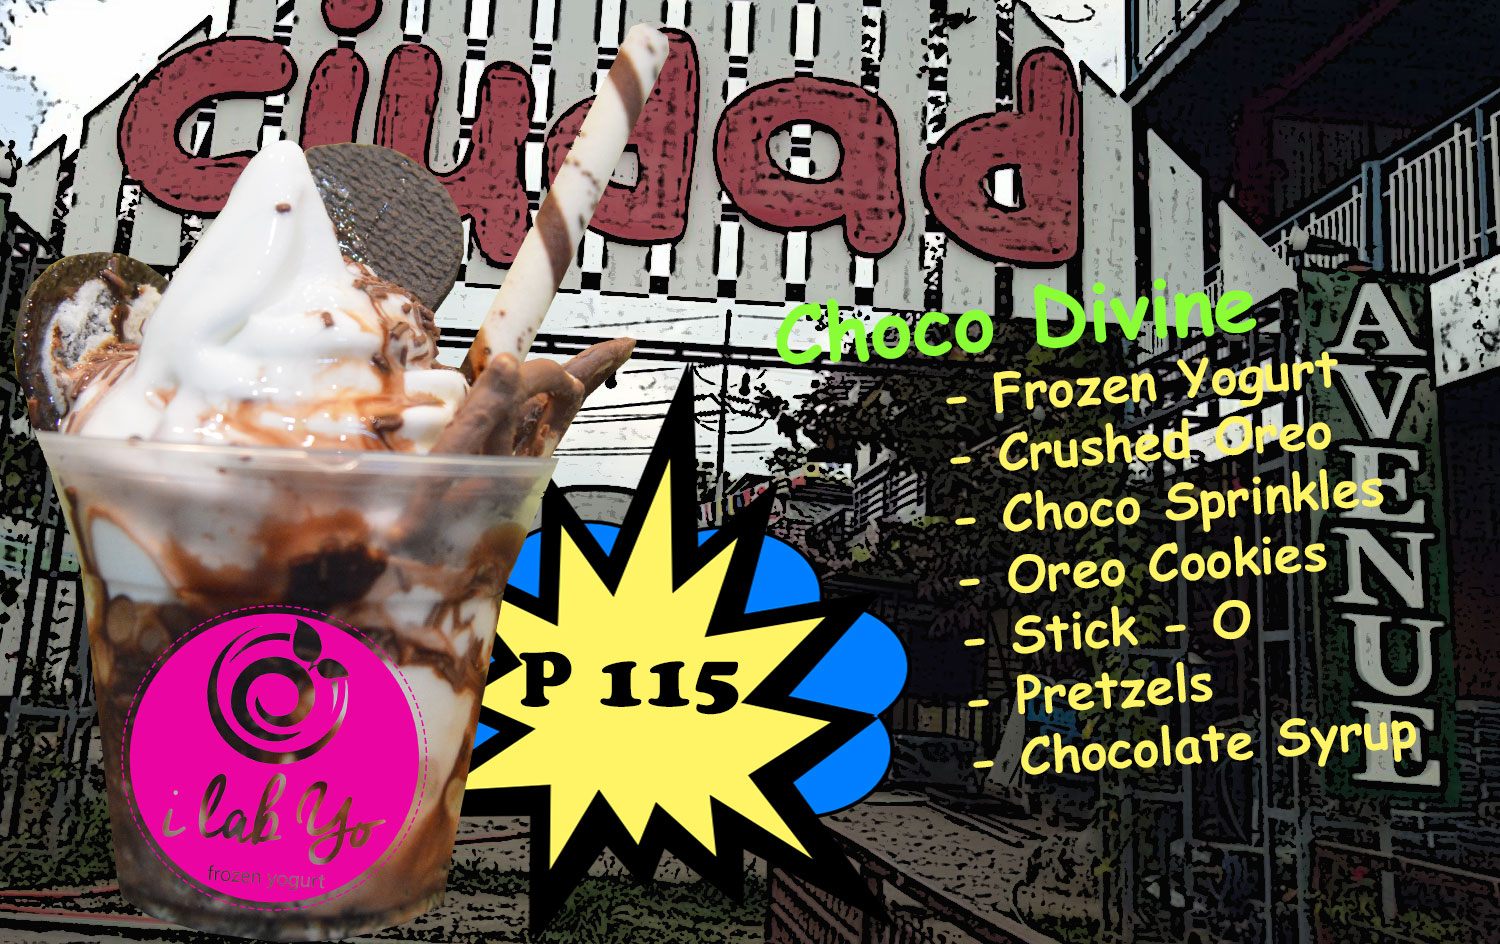 ciudad
AVENUE
Choco Divine
- Frozen Yogurt
- Crushed Oreo
- Choco Sprinkles
- Oreo Cookies
- Stick - O
- Pretzels
- Chocolate Syrup
P 115
i lab Yo
frozen yogurt